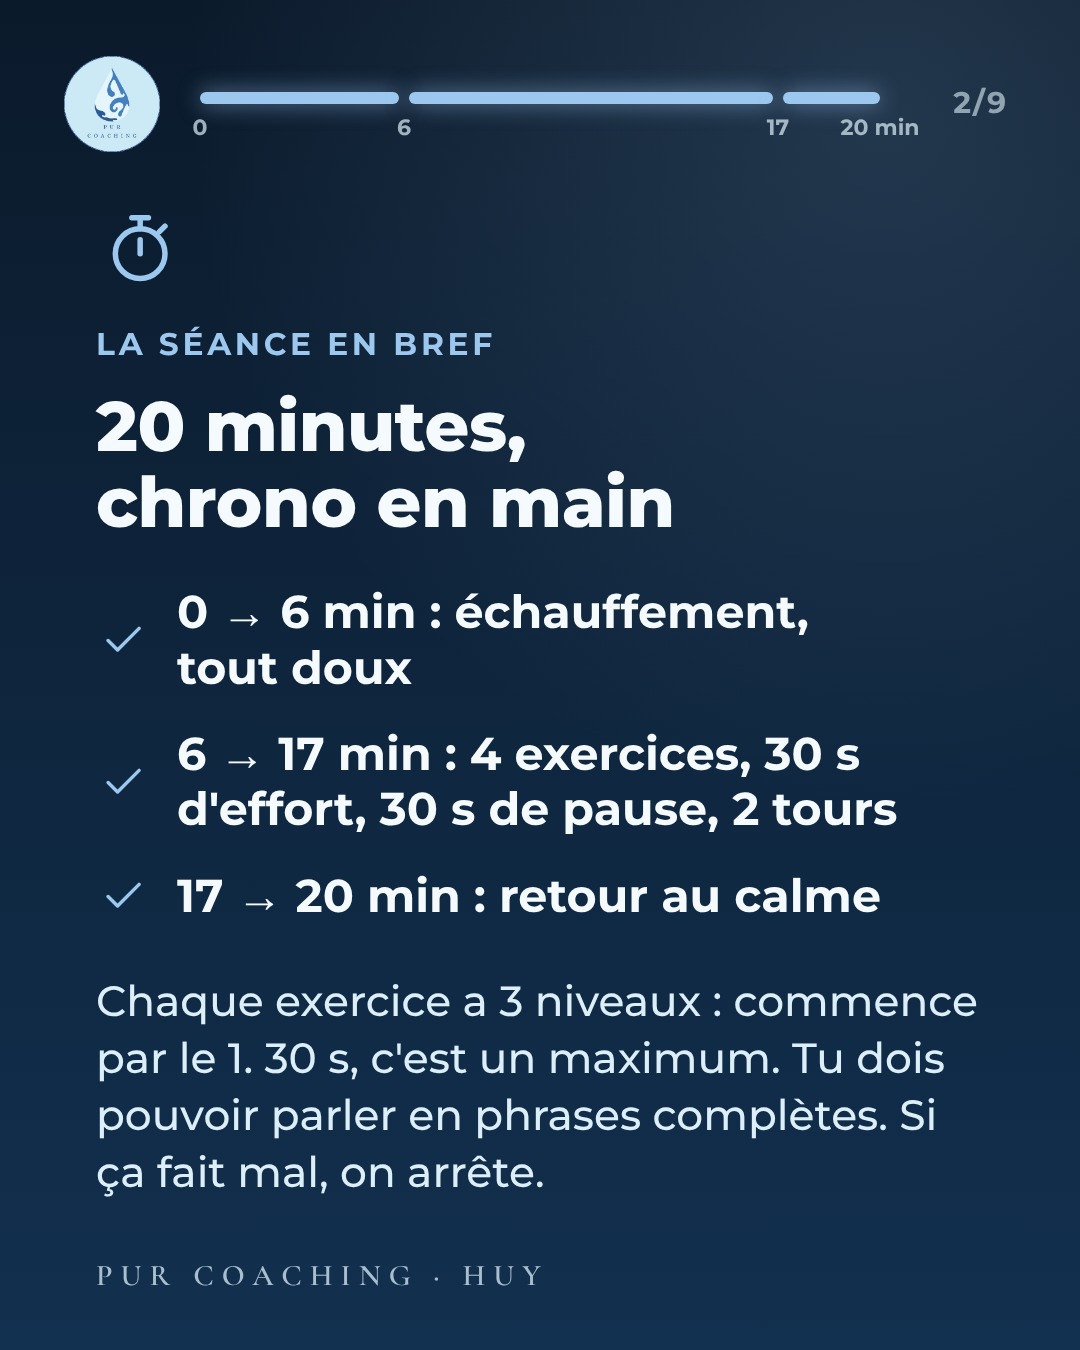 PUR
COACHING
0 6 17 20 min
2/9
LA SÉANCE EN BREF
20 minutes,
chrono en main
0 → 6 min : échauffement,
tout doux
6 → 17 min : 4 exercices, 30 s
d'effort, 30 s de pause, 2 tours
17 → 20 min : retour au calme
Chaque exercice a 3 niveaux : commence
par le 1. 30 s, c'est un maximum. Tu dois
pouvoir parler en phrases complètes. Si
ça fait mal, on arrête.
PUR COACHING · HUY